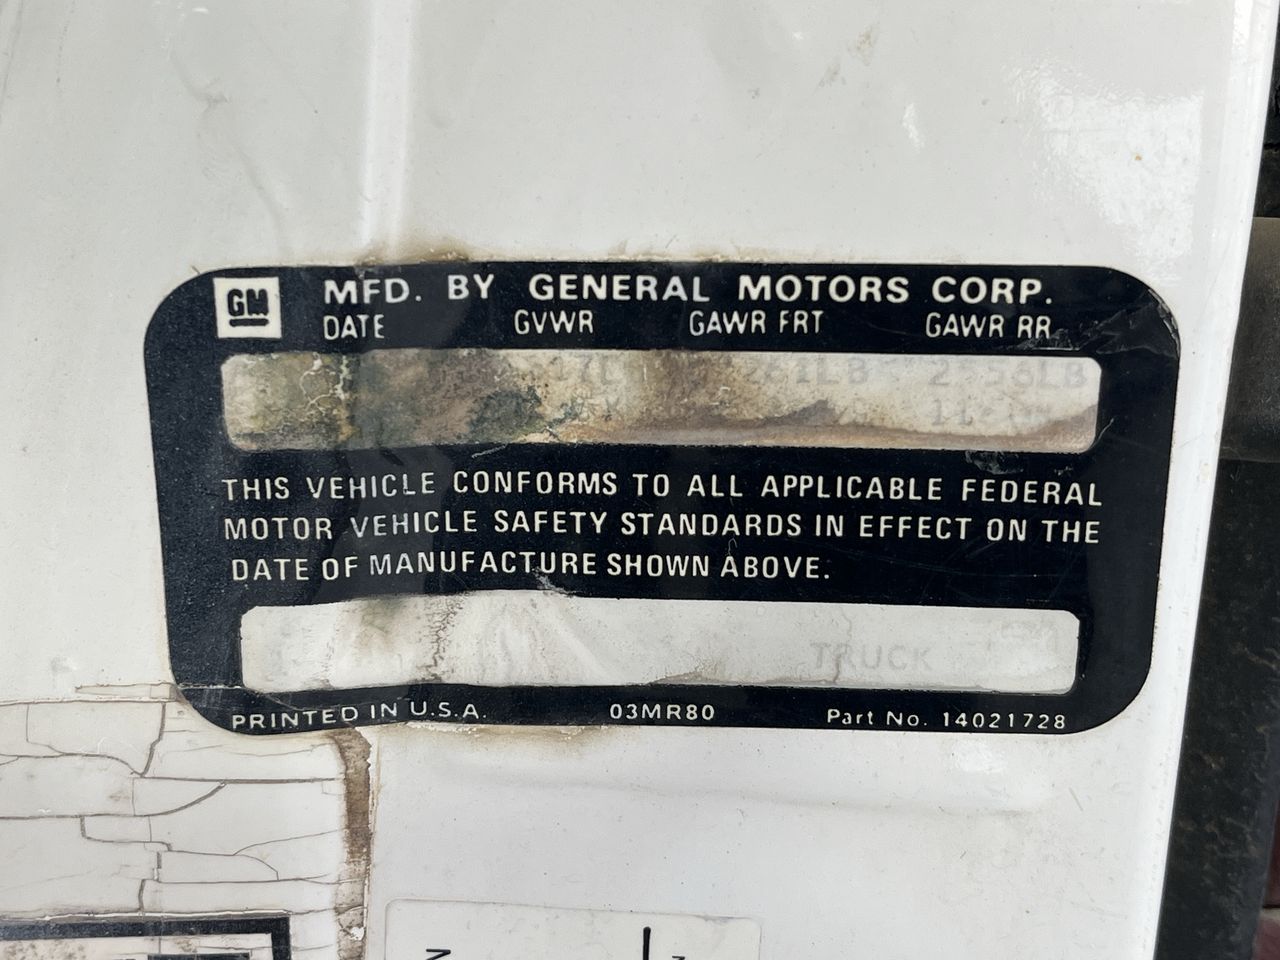 GM MFD. BY GENERAL MOTORS CORP.
DATE GVWR GAWR FRT GAWR RR
THIS VEHICLE CONFORMS TO ALL APPLICABLE FEDERAL
MOTOR VEHICLE SAFETY STANDARDS IN EFFECT ON THE
DATE OF MANUFACTURE SHOWN ABOVE.
TRUCK
PRINTED IN U.S.A. 03MR80 Part No. 14021728